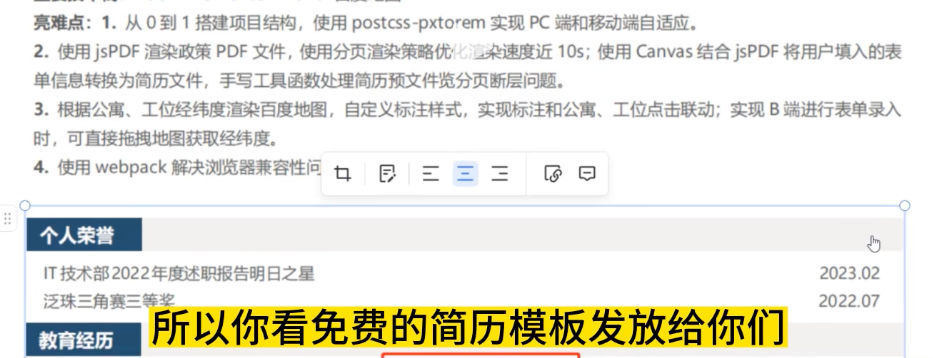 亮难点：1. 从 0 到 1 搭建项目结构，使用 postcss-pxtorem 实现 PC 端和移动端自适应。
2. 使用 jsPDF 渲染政策 PDF 文件，使用分页渲染策略优化渲染速度近 10s；使用 Canvas 结合 jsPDF 将用户填入的表
单信息转换为简历文件，手写工具函数处理简历预文件览分页断层问题。
3. 根据公寓、工位经纬度渲染百度地图，自定义标注样式，实现标注和公寓、工位点击联动；实现 B 端进行表单录入
时，可直接拖拽地图获取经纬度。
4. 使用 webpack 解决浏览器兼容性问
个人荣誉
IT 技术部 2022 年度述职报告明日之星 2023.02
泛珠三角赛三等奖 2022.07
教育经历
所以你看免费的简历模板发放给你们